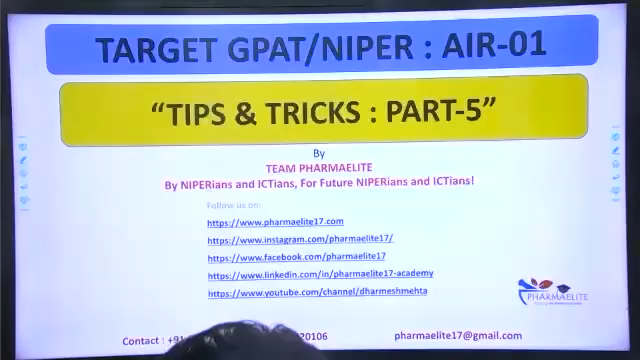 TARGET GPAT/NIPER : AIR-01
“TIPS & TRICKS : PART-5”
By
TEAM PHARMAELITE
By NIPERians and ICTians, For Future NIPERians and ICTians!
Follow us on:
https://www.pharmaelite17.com
https://www.instagram.com/pharmaelite17/
https://www.facebook.com/pharmaelite17
https://www.linkedin.com/in/pharmaelite17-academy
https://www.youtube.com/channel/dharmeshmehta
PHARMAELITE
Contact : +91 20106 pharmaelite17@gmail.com